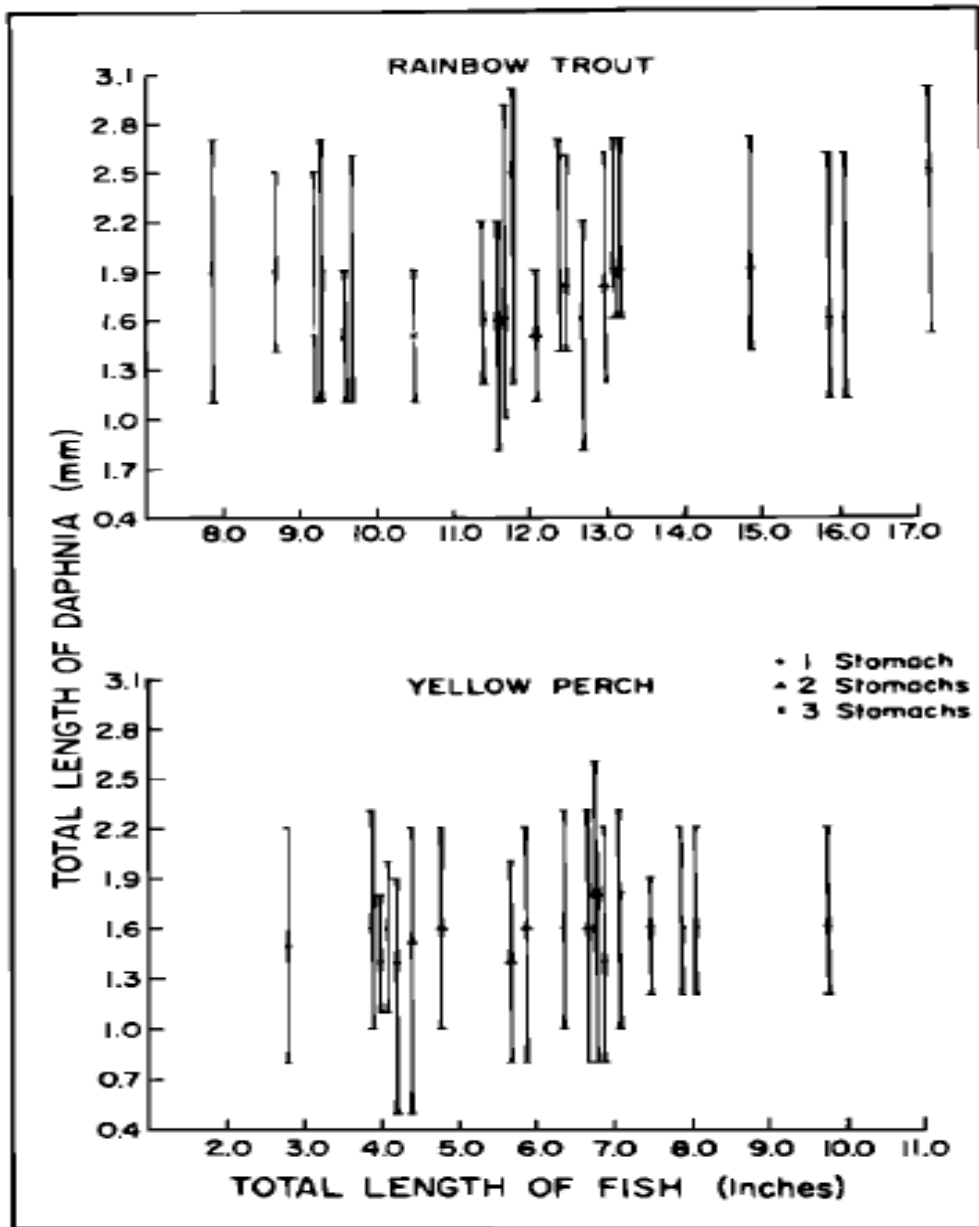 RAINBOW TROUT
3.1
2.8
2.5
2.2
1.9
1.6
1.3
1.0
1.7
0.4
8.0 9.0 10.0 11.0 12.0 13.0 14.0 15.0 16.0 17.0
TOTAL LENGTH OF DAPHNIA (mm)
1 Stomach
2 Stomachs
3 Stomachs
YELLOW PERCH
3.1
2.8
2.5
2.2
1.9
1.6
1.3
1.0
0.7
0.4
2.0 3.0 4.0 5.0 6.0 7.0 8.0 9.0 10.0 11.0
TOTAL LENGTH OF FISH (Inches)